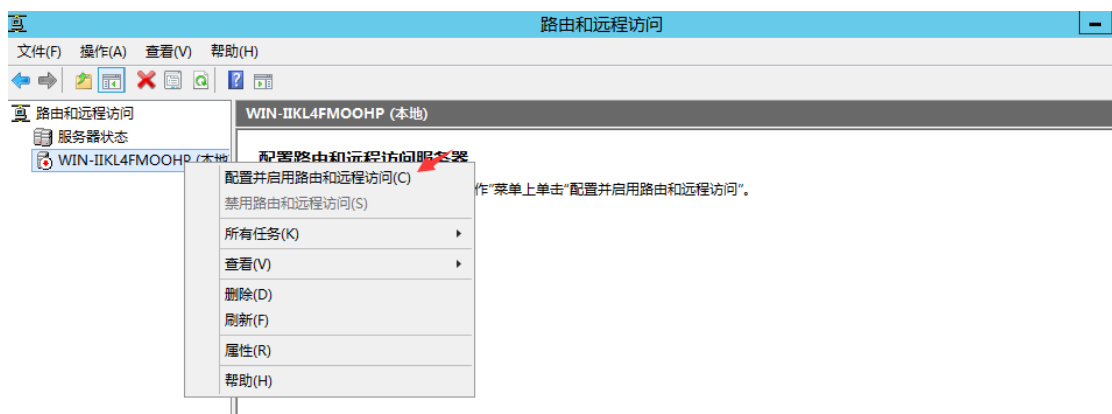 路由和远程访问
文件(F) 操作(A) 查看(V) 帮助(H)
路由和远程访问
服务器状态
WIN-IIKL4FMOOHP (本地
WIN-IIKL4FMOOHP (本地)
配置路由和远程访问服务器
作"菜单上单击"配置并启用路由和远程访问"。
配置并启用路由和远程访问(C)
禁用路由和远程访问(S)
所有任务(K)
查看(V)
删除(D)
刷新(F)
属性(R)
帮助(H)